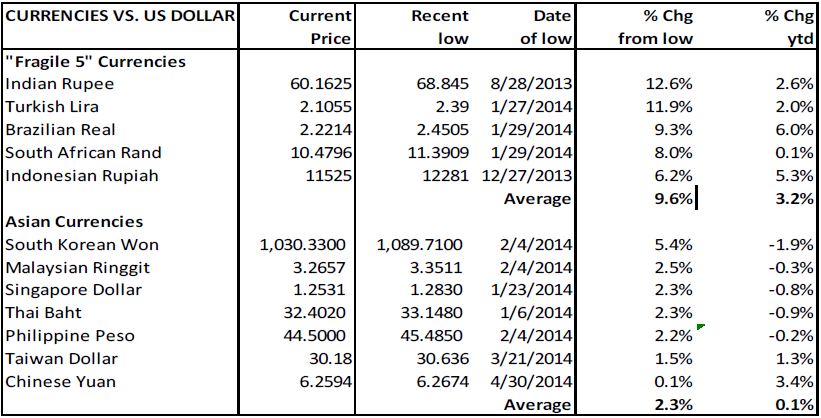 CURRENCIES VS. US DOLLAR Current Recent Date % Chg % Chg
Price low of low from low ytd
"Fragile 5" Currencies
Indian Rupee 60.1625 68.845 8/28/2013 12.6% 2.6%
Turkish Lira 2.1055 2.39 1/27/2014 11.9% 2.0%
Brazilian Real 2.2214 2.4505 1/29/2014 9.3% 6.0%
South African Rand 10.4796 11.3909 1/29/2014 8.0% 0.1%
Indonesian Rupiah 11525 12281 12/27/2013 6.2% 5.3%
Average 9.6% 3.2%
Asian Currencies
South Korean Won 1,030.3300 1,089.7100 2/4/2014 5.4% -1.9%
Malaysian Ringgit 3.2657 3.3511 2/4/2014 2.5% -0.3%
Singapore Dollar 1.2531 1.2830 1/23/2014 2.3% -0.8%
Thai Baht 32.4020 33.1480 1/6/2014 2.3% -0.9%
Philippine Peso 44.5000 45.4850 2/4/2014 2.2% -0.2%
Taiwan Dollar 30.18 30.636 3/21/2014 1.5% 1.3%
Chinese Yuan 6.2594 6.2674 4/30/2014 0.1% 3.4%
Average 2.3% 0.1%